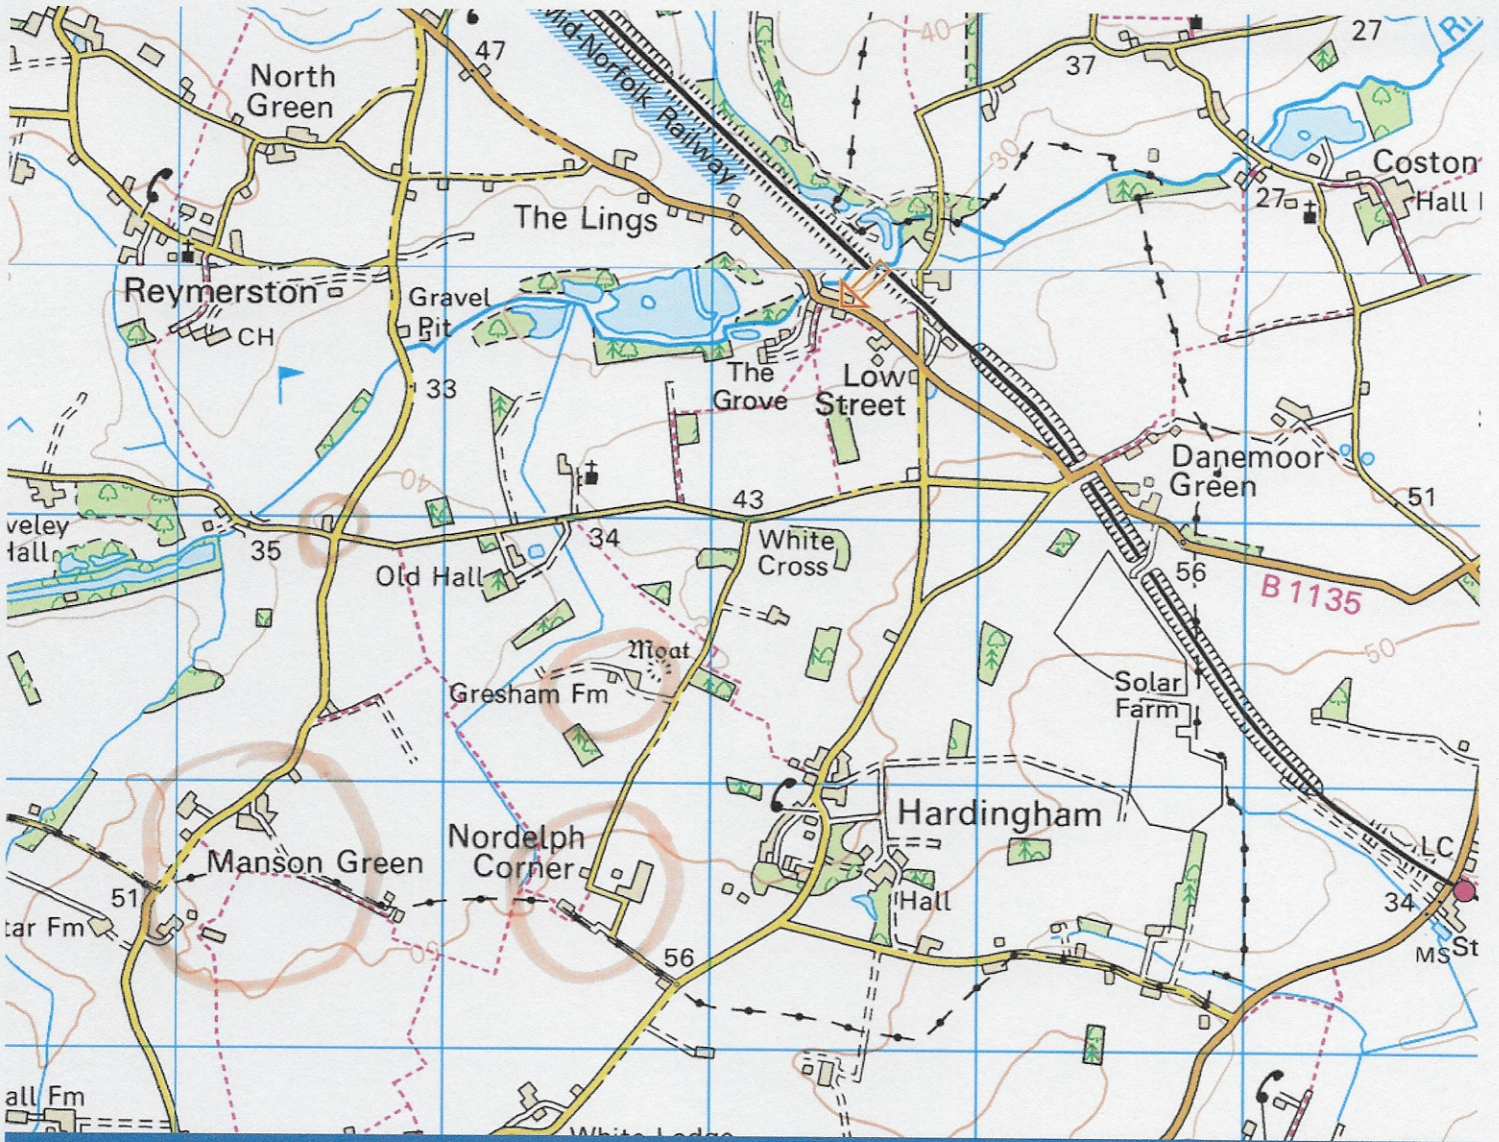 47
40
37
27
Ri
Mid-Norfolk Railway
North
Green
30
Coston
Hall
27
The Lings
Reymerston
CH
Gravel
Pit
33
The
Grove
Low
Street
Danemoor
Green
51
40
43
veley
Hall
35
34
White
Cross
Old Hall
56
B 1135
50
Moat
Gresham Fm
Solar
Farm
Hardingham
Nordelph
Corner
Manson Green
LC
51
Hall
34
tar Fm
56
MS
St
all Fm
White Lodge